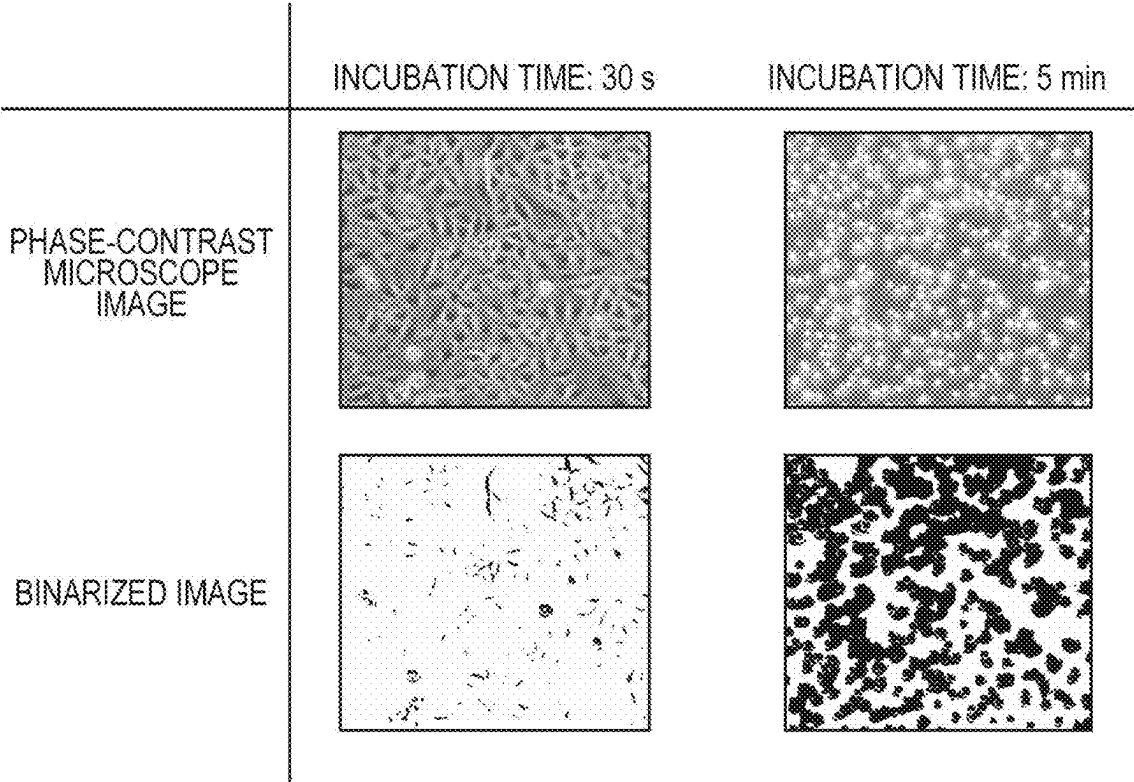 INCUBATION TIME: 30 s
INCUBATION TIME: 5 min
PHASE-CONTRAST
MICROSCOPE
IMAGE
BINARIZED IMAGE